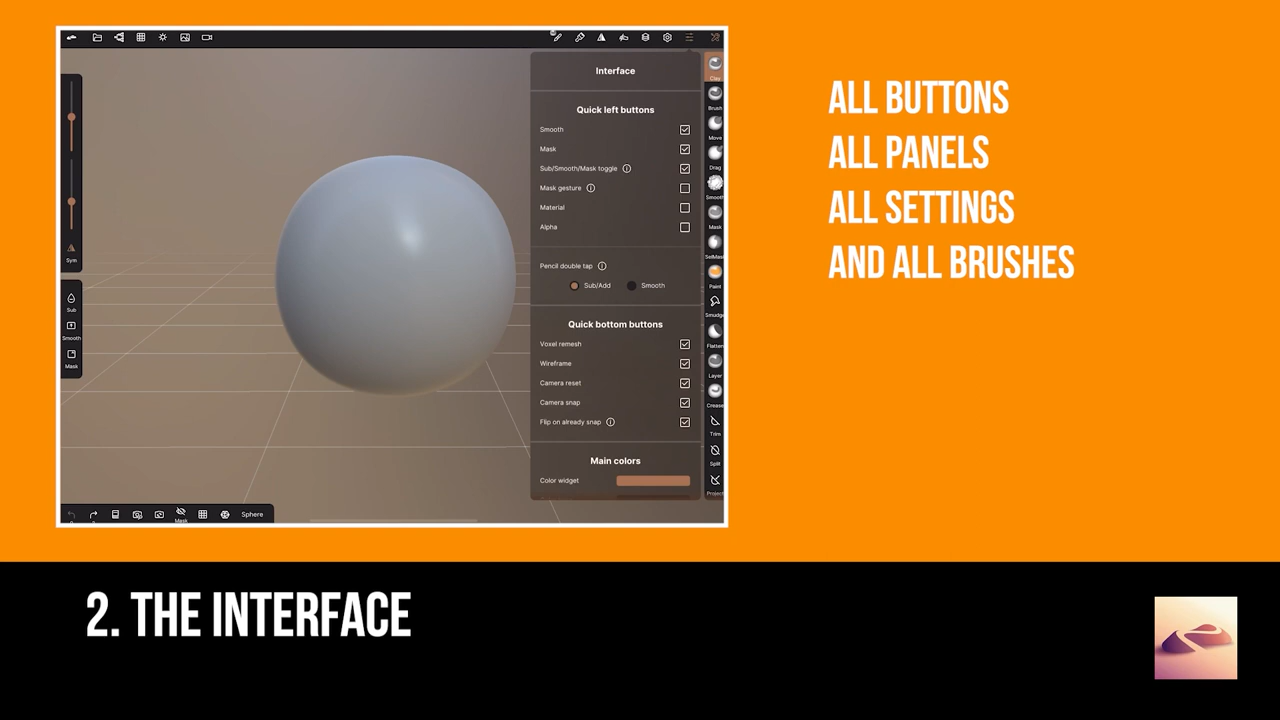 Interface
Quick left buttons
Smooth
Mask
Sub/Smooth/Mask toggle
Mask gesture
Material
Alpha
Pencil double tap
Sub/Add Smooth
Quick bottom buttons
Voxel remesh
Wireframe
Camera reset
Camera snap
Flip on already snap
Main colors
Color widget
Sym
Sub
Smooth
Mask
Mask
Sphere
Clay
Brush
Move
Drag
Smooth
Mask
SelMask
Paint
Smudge
Flatten
Layer
Crease
Trim
Split
Project
ALL BUTTONS
ALL PANELS
ALL SETTINGS
AND ALL BRUSHES
2. THE INTERFACE